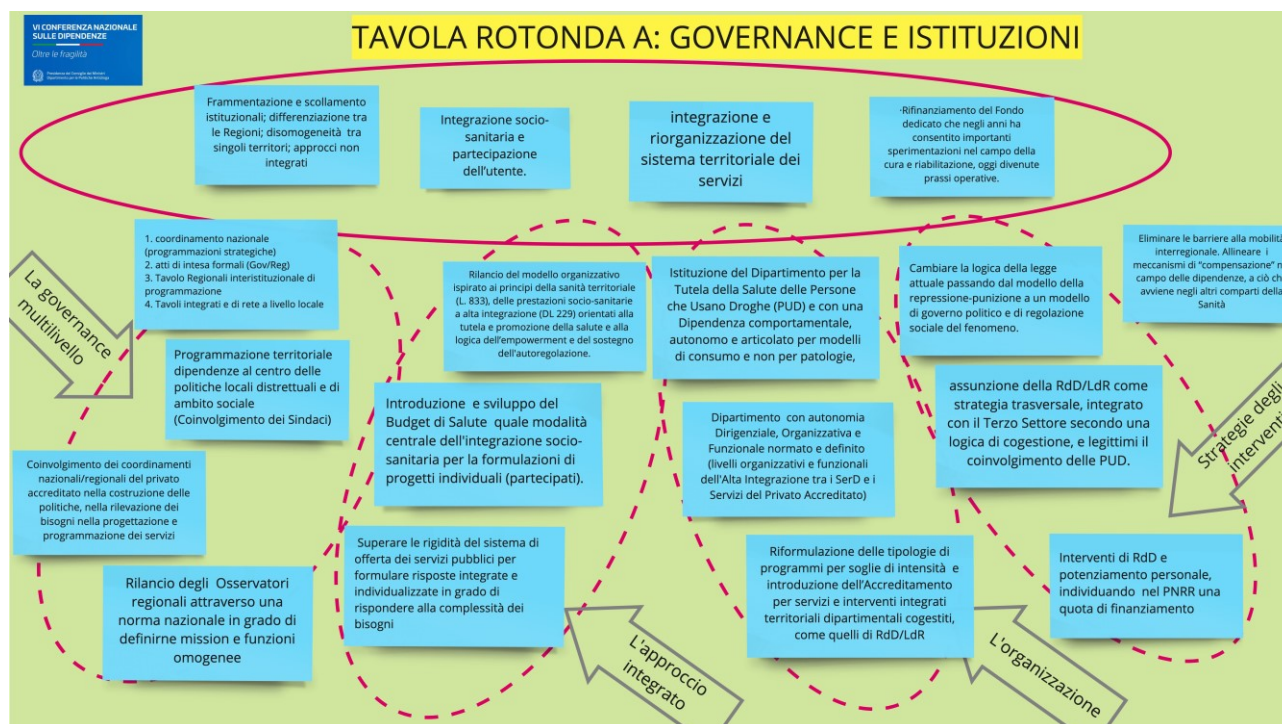 VI CONFERENZA NAZIONALE
SULLE DIPENDENZE
Oltre le fragilità
TAVOLA ROTONDA A: GOVERNANCE E ISTITUZIONI
Frammentazione e scollamento
istituzionali; differenziazione tra
le Regioni; disomogeneità tra
singoli territori; approcci non
integrati
Integrazione socio-
sanitaria e
partecipazione
dell'utente.
integrazione e
riorganizzazione del
sistema territoriale dei
servizi
·Rifinanziamento del Fondo
dedicato che negli anni ha
consentito importanti
sperimentazioni nel campo della
cura e riabilitazione, oggi divenute
prassi operative.
La governance
multilivello
1. coordinamento nazionale
(programmazioni strategiche)
2. atti di intesa formali (Gov/Reg)
3. Tavolo Regionali interistituzionale di
programmazione
4. Tavoli integrati e di rete a livello locale
Programmazione territoriale
dipendenze al centro delle
politiche locali distrettuali e di
ambito sociale
(Coinvolgimento dei Sindaci)
Coinvolgimento dei coordinamenti
nazionali/regionali del privato
accreditato nella costruzione delle
politiche, nella rilevazione dei
bisogni nella progettazione e
programmazione dei servizi
Rilancio degli Osservatori
regionali attraverso una
norma nazionale in grado di
definirne mission e funzioni
omogenee
Rilancio del modello organizzativo
ispirato ai principi della sanità territoriale
(L. 833), delle prestazioni socio-sanitarie
a alta integrazione (DL 229) orientati alla
tutela e promozione della salute e alla
logica dell'empowerment e del sostegno
dell'autoregolazione.
Introduzione e sviluppo del
Budget di Salute quale modalità
centrale dell'integrazione socio-
sanitaria per la formulazioni di
progetti individuali (partecipati).
Superare le rigidità del sistema di
offerta dei servizi pubblici per
formulare risposte integrate e
individualizzate in grado di
rispondere alla complessità dei
bisogni
L'approccio
integrato
Istituzione del Dipartimento per la
Tutela della Salute delle Persone
che Usano Droghe (PUD) e con una
Dipendenza comportamentale,
autonomo e articolato per modelli
di consumo e non per patologie,
Dipartimento con autonomia
Dirigenziale, Organizzativa e
Funzionale normato e definito
(livelli organizzativi e funzionali
dell'Alta Integrazione tra i SerD e i
Servizi del Privato Accreditato)
Riformulazione delle tipologie di
programmi per soglie di intensità e
introduzione dell'Accreditamento
per servizi e interventi integrati
territoriali dipartimentali cogestiti,
come quelli di RdD/LdR
L'organizzazione
Cambiare la logica della legge
attuale passando dal modello della
repressione-punizione a un modello
di governo politico e di regolazione
sociale del fenomeno.
assunzione della RdD/LdR come
strategia trasversale, integrato
con il Terzo Settore secondo una
logica di cogestione, e legittimi il
coinvolgimento delle PUD.
Interventi di RdD e
potenziamento personale,
individuando nel PNRR una
quota di finanziamento
Eliminare le barriere alla mobilità
interregionale. Allineare i
meccanismi di "compensazione" n
campo delle dipendenze, a ciò ch
avviene negli altri comparti della
Sanità
Strategie degli
interventi